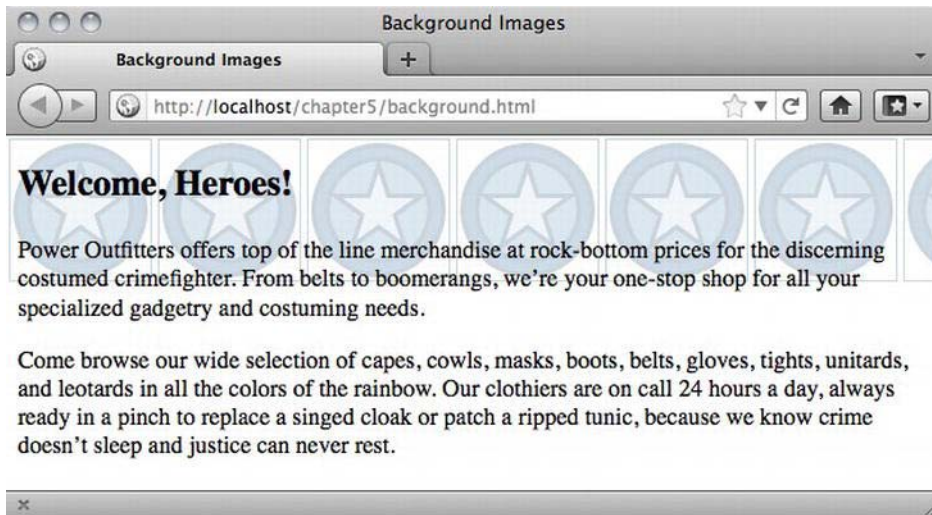 Background Images
Background Images
http://localhost/chapter5/background.html
Welcome, Heroes!
Power Outfitters offers top of the line merchandise at rock-bottom prices for the discerning
costumed crimefighter. From belts to boomerangs, we’re your one-stop shop for all your
specialized gadgetry and costuming needs.
Come browse our wide selection of capes, cowls, masks, boots, belts, gloves, tights, unitards,
and leotards in all the colors of the rainbow. Our clothiers are on call 24 hours a day, always
ready in a pinch to replace a singed cloak or patch a ripped tunic, because we know crime
doesn’t sleep and justice can never rest.